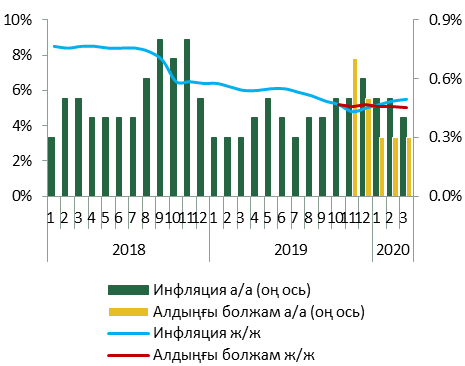 10% 0.9%
8%
6% 0.6%
4%
0.3%
2%
0% 0.0%
1 2 3 4 5 6 7 8 9 10 11 12 1 2 3 4 5 6 7 8 9 10 11 12 1 2 3
2018 2019 2020
Инфляция а/а (оң ось)
Алдыңғы болжам а/а (оң ось)
Инфляция ж/ж
Алдыңғы болжам ж/ж